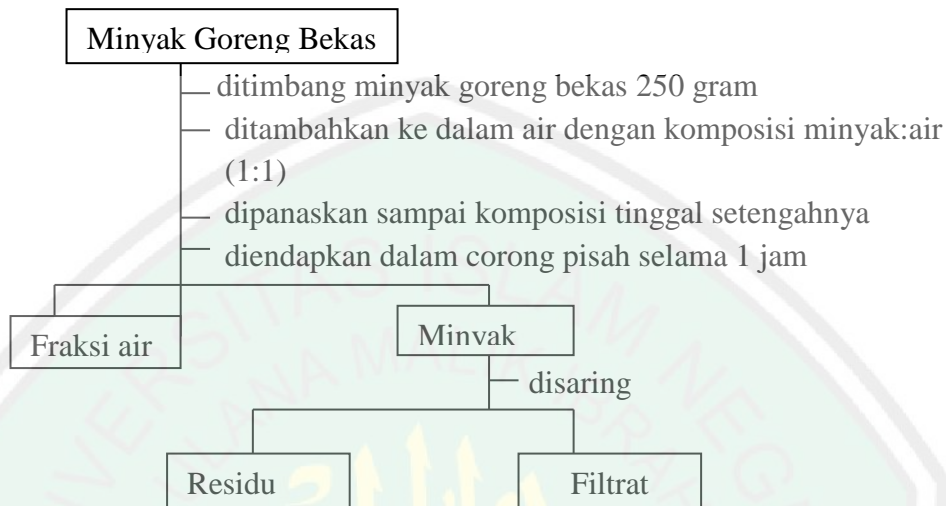 Minyak Goreng Bekas
ditimbang minyak goreng bekas 250 gram
ditambahkan ke dalam air dengan komposisi minyak:air
(1:1)
dipanaskan sampai komposisi tinggal setengahnya
diendapkan dalam corong pisah selama 1 jam
Fraksi air
Minyak
disaring
Residu
Filtrat